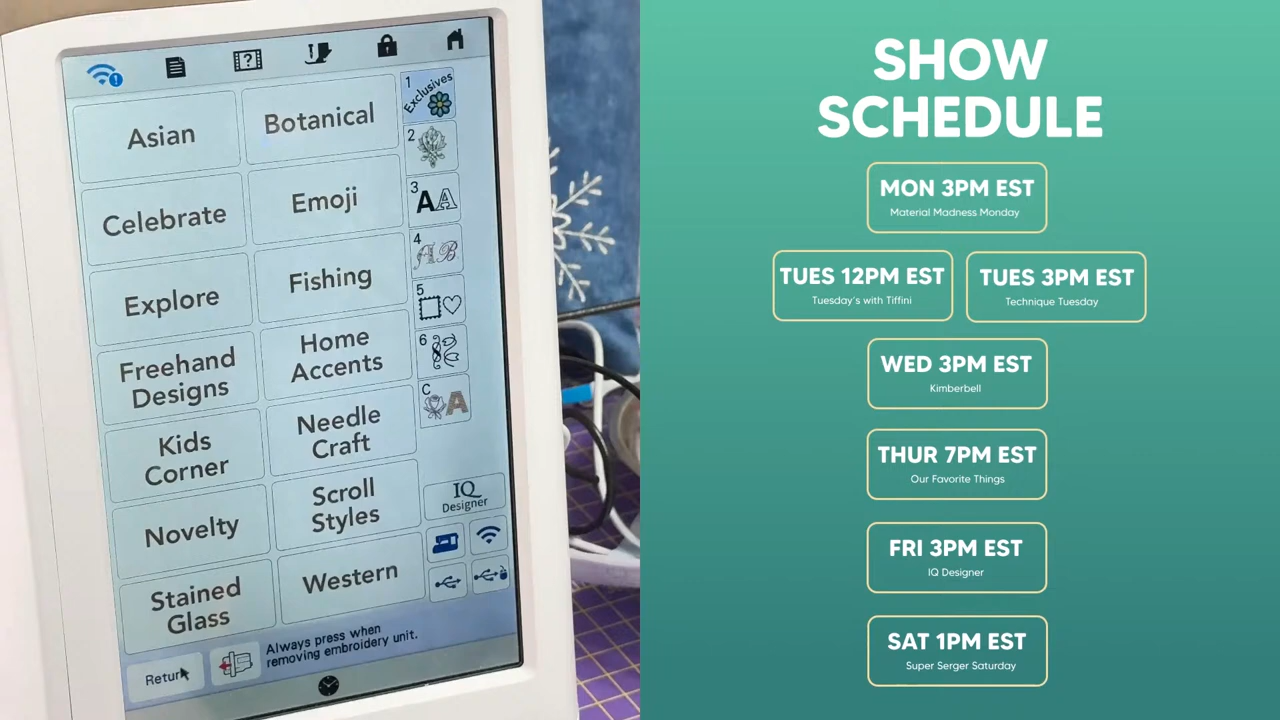 Asian
Botanical
Celebrate
Emoji
Explore
Fishing
Freehand
Designs
Home
Accents
Kids
Corner
Needle
Craft
Novelty
Scroll
Styles
Stained
Glass
Western
1
Exclusives
2
3
AA
4
AB
5
6
C
A
IQ
Designer
Return
Always press when
removing embroidery unit.
SHOW
SCHEDULE
MON 3PM EST
Material Madness Monday
TUES 12PM EST
Tuesday's with Tiffini
TUES 3PM EST
Technique Tuesday
WED 3PM EST
Kimberbell
THUR 7PM EST
Our Favorite Things
FRI 3PM EST
IQ Designer
SAT 1PM EST
Super Serger Saturday